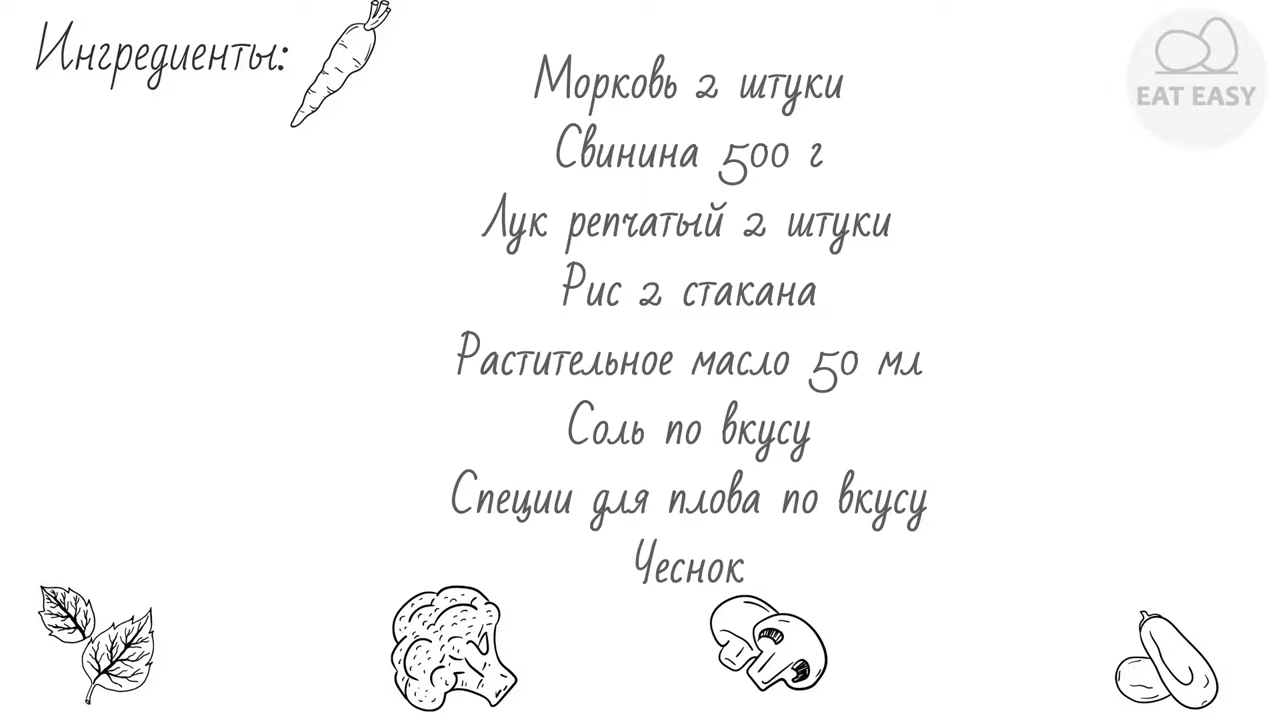 Ингредиенты:
EAT EASY
Морковь 2 штуки
Свинина 500 г
Лук репчатый 2 штуки
Рис 2 стакана
Растительное масло 50 мл
Соль по вкусу
Специи для плова по вкусу
Чеснок